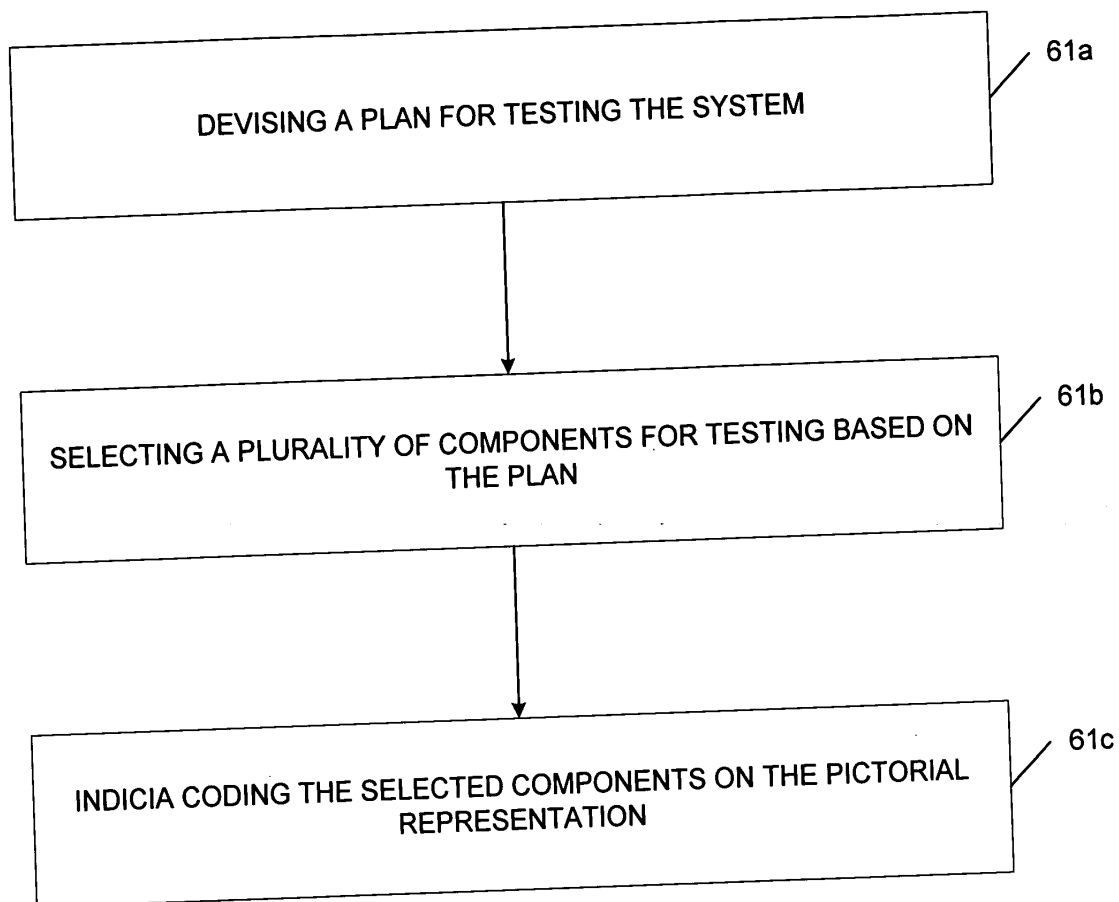 61a
DEVISING A PLAN FOR TESTING THE SYSTEM
61b
SELECTING A PLURALITY OF COMPONENTS FOR TESTING BASED ON
THE PLAN
61c
INDICIA CODING THE SELECTED COMPONENTS ON THE PICTORIAL
REPRESENTATION